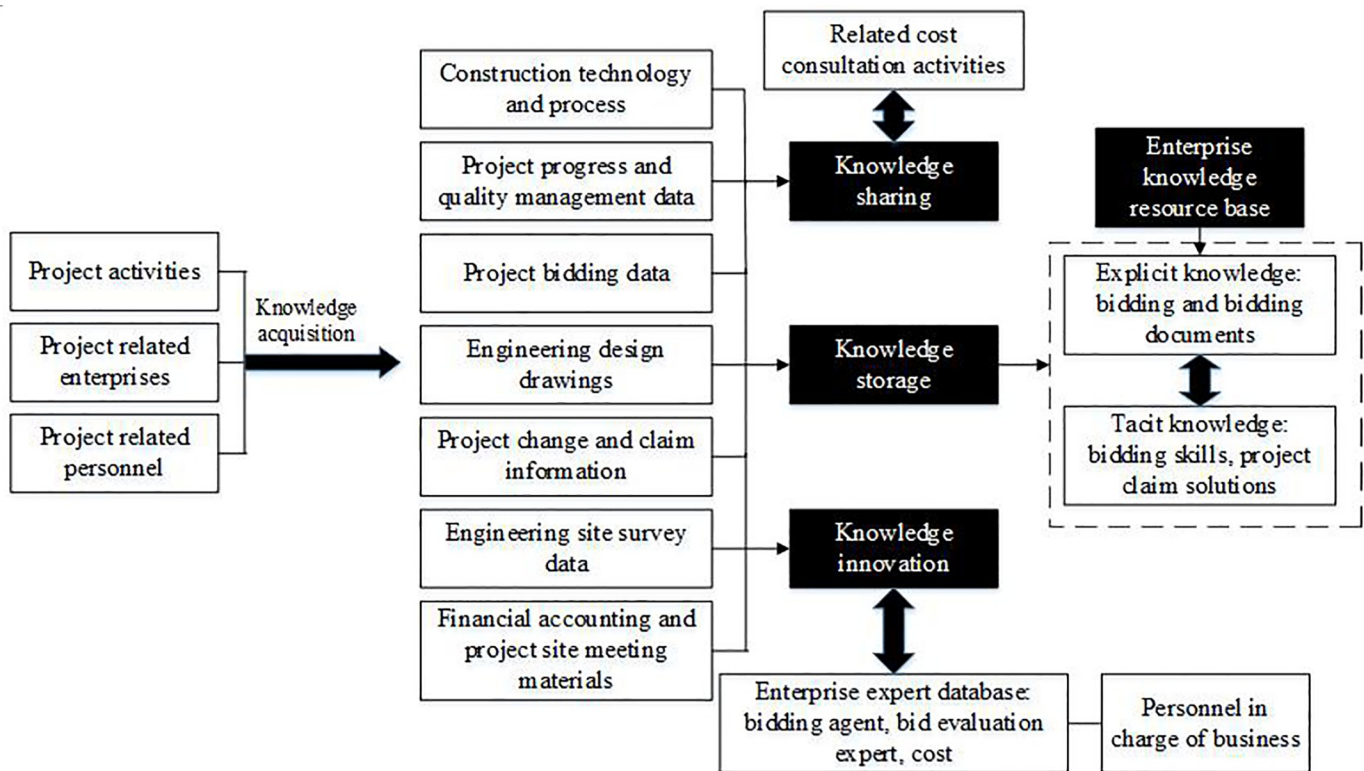 Project activities
Project related
enterprises
Project related
personnel
Knowledge
acquisition
Construction technology
and process
Project progress and
quality management data
Project bidding data
Engineering design
drawings
Project change and claim
information
Engineering site survey
data
Financial accounting and
project site meeting
materials
Related cost
consultation activities
Knowledge
sharing
Knowledge
storage
Knowledge
innovation
Enterprise expert database:
bidding agent, bid evaluation
expert, cost
Personnel in
charge of business
Enterprise
knowledge
resource base
Explicit knowledge:
bidding and bidding
documents
Tacit knowledge:
bidding skills, project
claim solutions